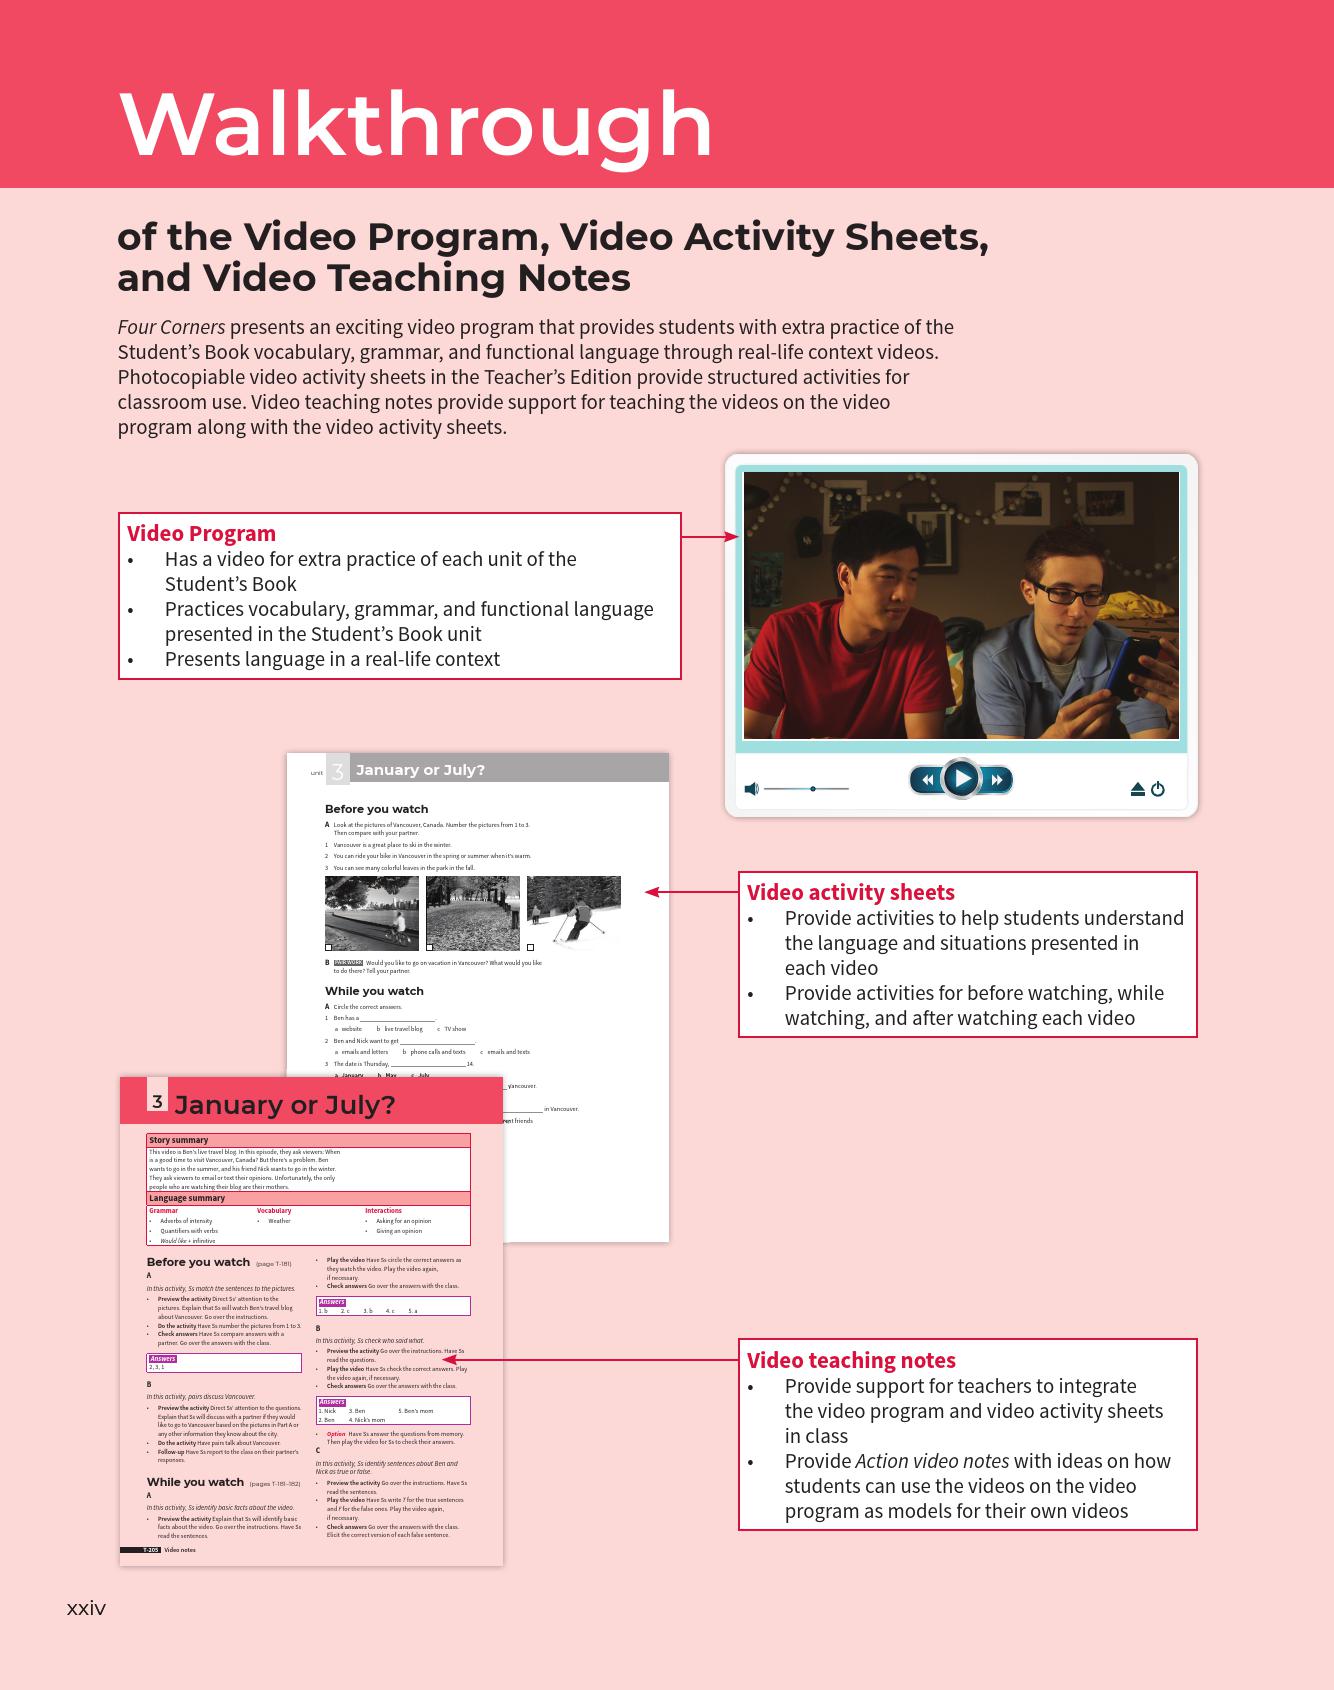 Walkthrough
of the Video Program, Video Activity Sheets,
and Video Teaching Notes
Four Corners presents an exciting video program that provides students with extra practice of the
Student’s Book vocabulary, grammar, and functional language through real-life context videos.
Photocopiable video activity sheets in the Teacher’s Edition provide structured activities for
classroom use. Video teaching notes provide support for teaching the videos on the video
program along with the video activity sheets.
Video Program
• Has a video for extra practice of each unit of the
Student’s Book
• Practices vocabulary, grammar, and functional language
presented in the Student’s Book unit
• Presents language in a real-life context
unit 3 January or July?
Before you watch
A Look at the pictures of Vancouver, Canada. Number the pictures from 1 to 3.
Then compare with your partner.
1 Vancouver is a great place to ski in the winter.
2 You can ride your bike in Vancouver in the spring or summer when it's warm.
3 You can see many colorful leaves in the park in the fall.
B PAIR WORK Would you like to go on vacation in Vancouver? What would you like
to do there? Tell your partner.
While you watch
A Circle the correct answers.
1 Ben has a ____.
a website b live travel blog c TV show
2 Ben and Nick want to get ____.
a emails and letters b phone calls and texts c emails and texts
3 The date is Thursday, ____ 14.
a January b May c July
Vancouver.
in Vancouver.
friends
Video activity sheets
• Provide activities to help students understand
the language and situations presented in
each video
• Provide activities for before watching, while
watching, and after watching each video
3 January or July?
Story summary
This video is Ben's live travel blog. In this episode, they ask viewers: When
is a good time to visit Vancouver, Canada? But there's a problem. Ben
wants to go in the summer, and his friend Nick wants to go in the winter.
They ask viewers to email or text their opinions. Unfortunately, the only
people who are watching their blog are their mothers.
Language summary
Grammar Vocabulary Interactions
• Adverbs of intensity • Weather • Asking for an opinion
• Quantifiers with verbs • Giving an opinion
• Would like + infinitive
Before you watch (page T-181)
A
In this activity, Ss match the sentences to the pictures.
• Preview the activity Direct Ss' attention to the
pictures. Explain that Ss will watch Ben's travel blog
about Vancouver. Go over the instructions.
• Do the activity Have Ss number the pictures from 1 to 3.
• Check answers Have Ss compare answers with a
partner. Go over the answers with the class.
Answers
2, 3, 1
B
In this activity, pairs discuss Vancouver.
• Preview the activity Direct Ss' attention to the questions.
Explain that Ss will discuss with a partner if they would
like to go to Vancouver based on the pictures in Part A or
any other information they know about the city.
• Do the activity Have pairs talk about Vancouver.
• Follow-up Have Ss report to the class on their partner's
responses.
While you watch (pages T-181–182)
A
In this activity, Ss identify basic facts about the video.
• Preview the activity Explain that Ss will identify basic
facts about the video. Go over the instructions. Have Ss
read the sentences.
• Play the video Have Ss circle the correct answers as
they watch the video. Play the video again,
if necessary.
• Check answers Go over the answers with the class.
Answers
1. b 2. c 3. b 4. c 5. a
B
In this activity, Ss check who said what.
• Preview the activity Go over the instructions. Have Ss
read the questions.
• Play the video Have Ss check the correct answers. Play
the video again, if necessary.
• Check answers Go over the answers with the class.
Answers
1. Nick 3. Ben 5. Ben's mom
2. Ben 4. Nick's mom
• Option Have Ss answer the questions from memory.
Then play the video for Ss to check their answers.
C
In this activity, Ss identify sentences about Ben and
Nick as true or false.
• Preview the activity Go over the instructions. Have Ss
read the sentences.
• Play the video Have Ss write T for the true sentences
and F for the false ones. Play the video again,
if necessary.
• Check answers Go over the answers with the class.
Elicit the correct version of each false sentence.
T-205 Video notes
Video teaching notes
• Provide support for teachers to integrate
the video program and video activity sheets
in class
• Provide Action video notes with ideas on how
students can use the videos on the video
program as models for their own videos
xxiv